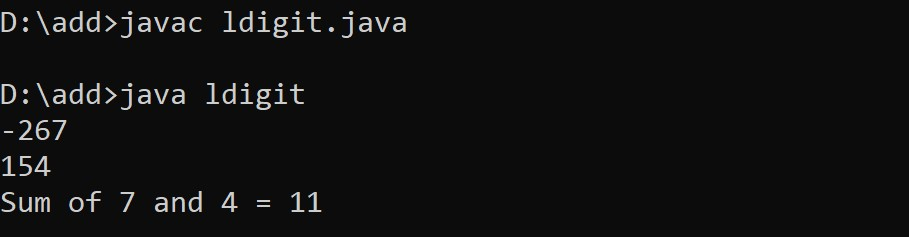 D:\add>javac ldigit.java
D:\add>java ldigit
-267
154
Sum of 7 and 4 = 11